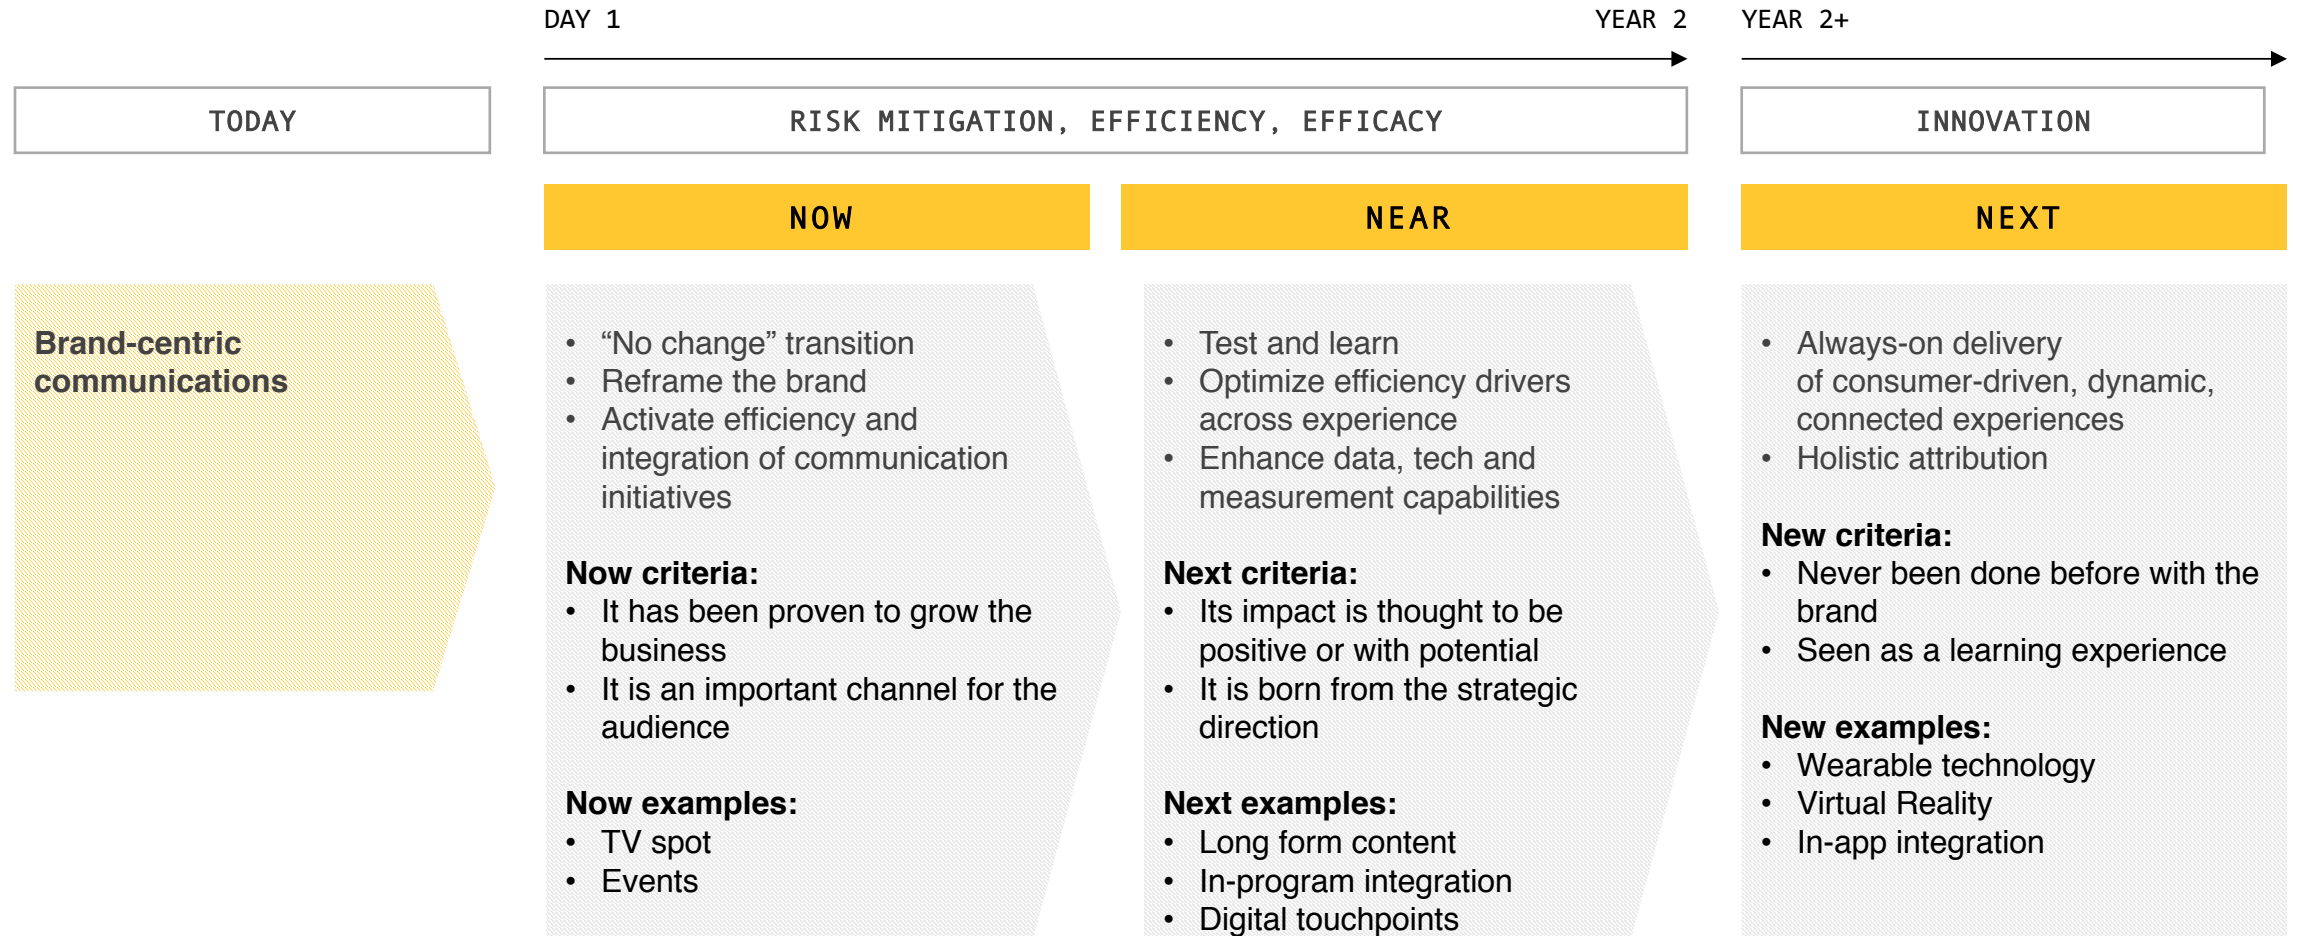 DAY 1 YEAR 2 YEAR 2+
TODAY
RISK MITIGATION, EFFICIENCY, EFFICACY
INNOVATION
NOW
NEAR
NEXT
Brand-centric
communications
• “No change” transition
• Reframe the brand
• Activate efficiency and
integration of communication
initiatives
Now criteria:
• It has been proven to grow the
business
• It is an important channel for the
audience
Now examples:
• TV spot
• Events
• Test and learn
• Optimize efficiency drivers
across experience
• Enhance data, tech and
measurement capabilities
Next criteria:
• Its impact is thought to be
positive or with potential
• It is born from the strategic
direction
Next examples:
• Long form content
• In-program integration
• Digital touchpoints
• Always-on delivery
of consumer-driven, dynamic,
connected experiences
• Holistic attribution
New criteria:
• Never been done before with the
brand
• Seen as a learning experience
New examples:
• Wearable technology
• Virtual Reality
• In-app integration